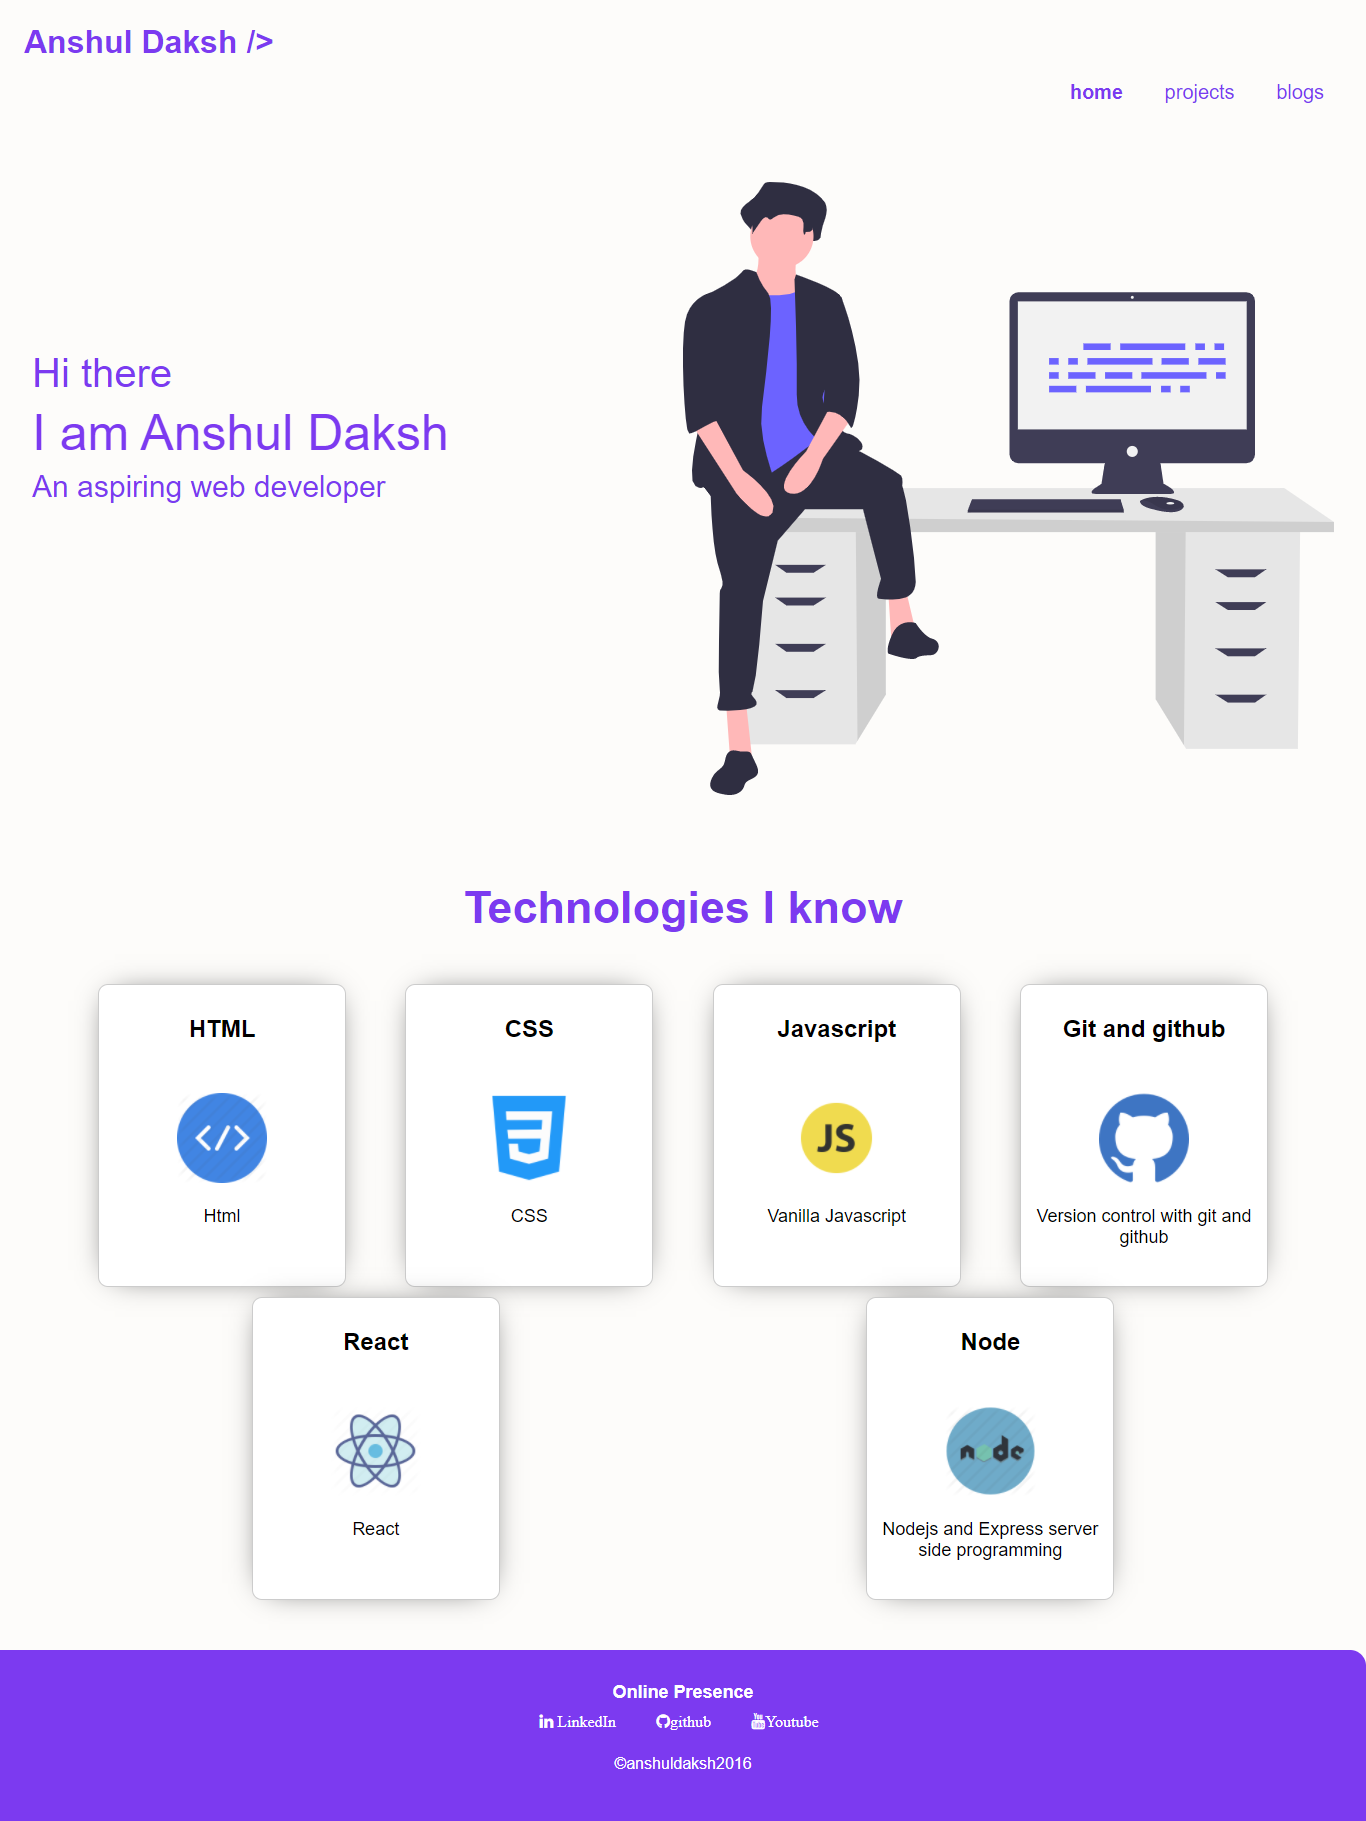 Anshul Daksh />
home projects blogs
Hi there
I am Anshul Daksh
An aspiring web developer
Technologies I know
HTML
</>
Html
CSS
CSS
Javascript
JS
Vanilla Javascript
Git and github
Version control with git and
github
React
React
Node
node
Nodejs and Express server
side programming
Online Presence
in LinkedIn github Youtube
©anshuldaksh2016